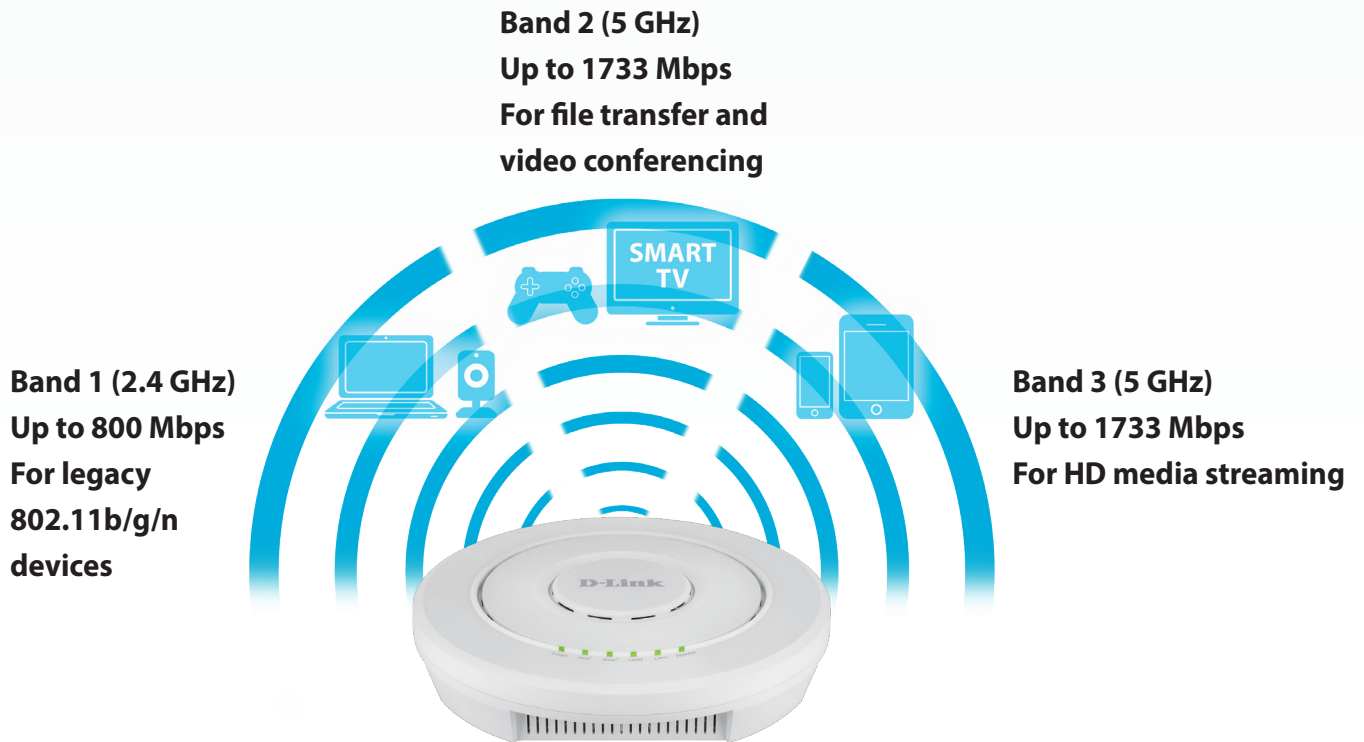 Band 2 (5 GHz)
Up to 1733 Mbps
For file transfer and
video conferencing
SMART
TV
Band 1 (2.4 GHz)
Up to 800 Mbps
For legacy
802.11b/g/n
devices
Band 3 (5 GHz)
Up to 1733 Mbps
For HD media streaming
D-Link